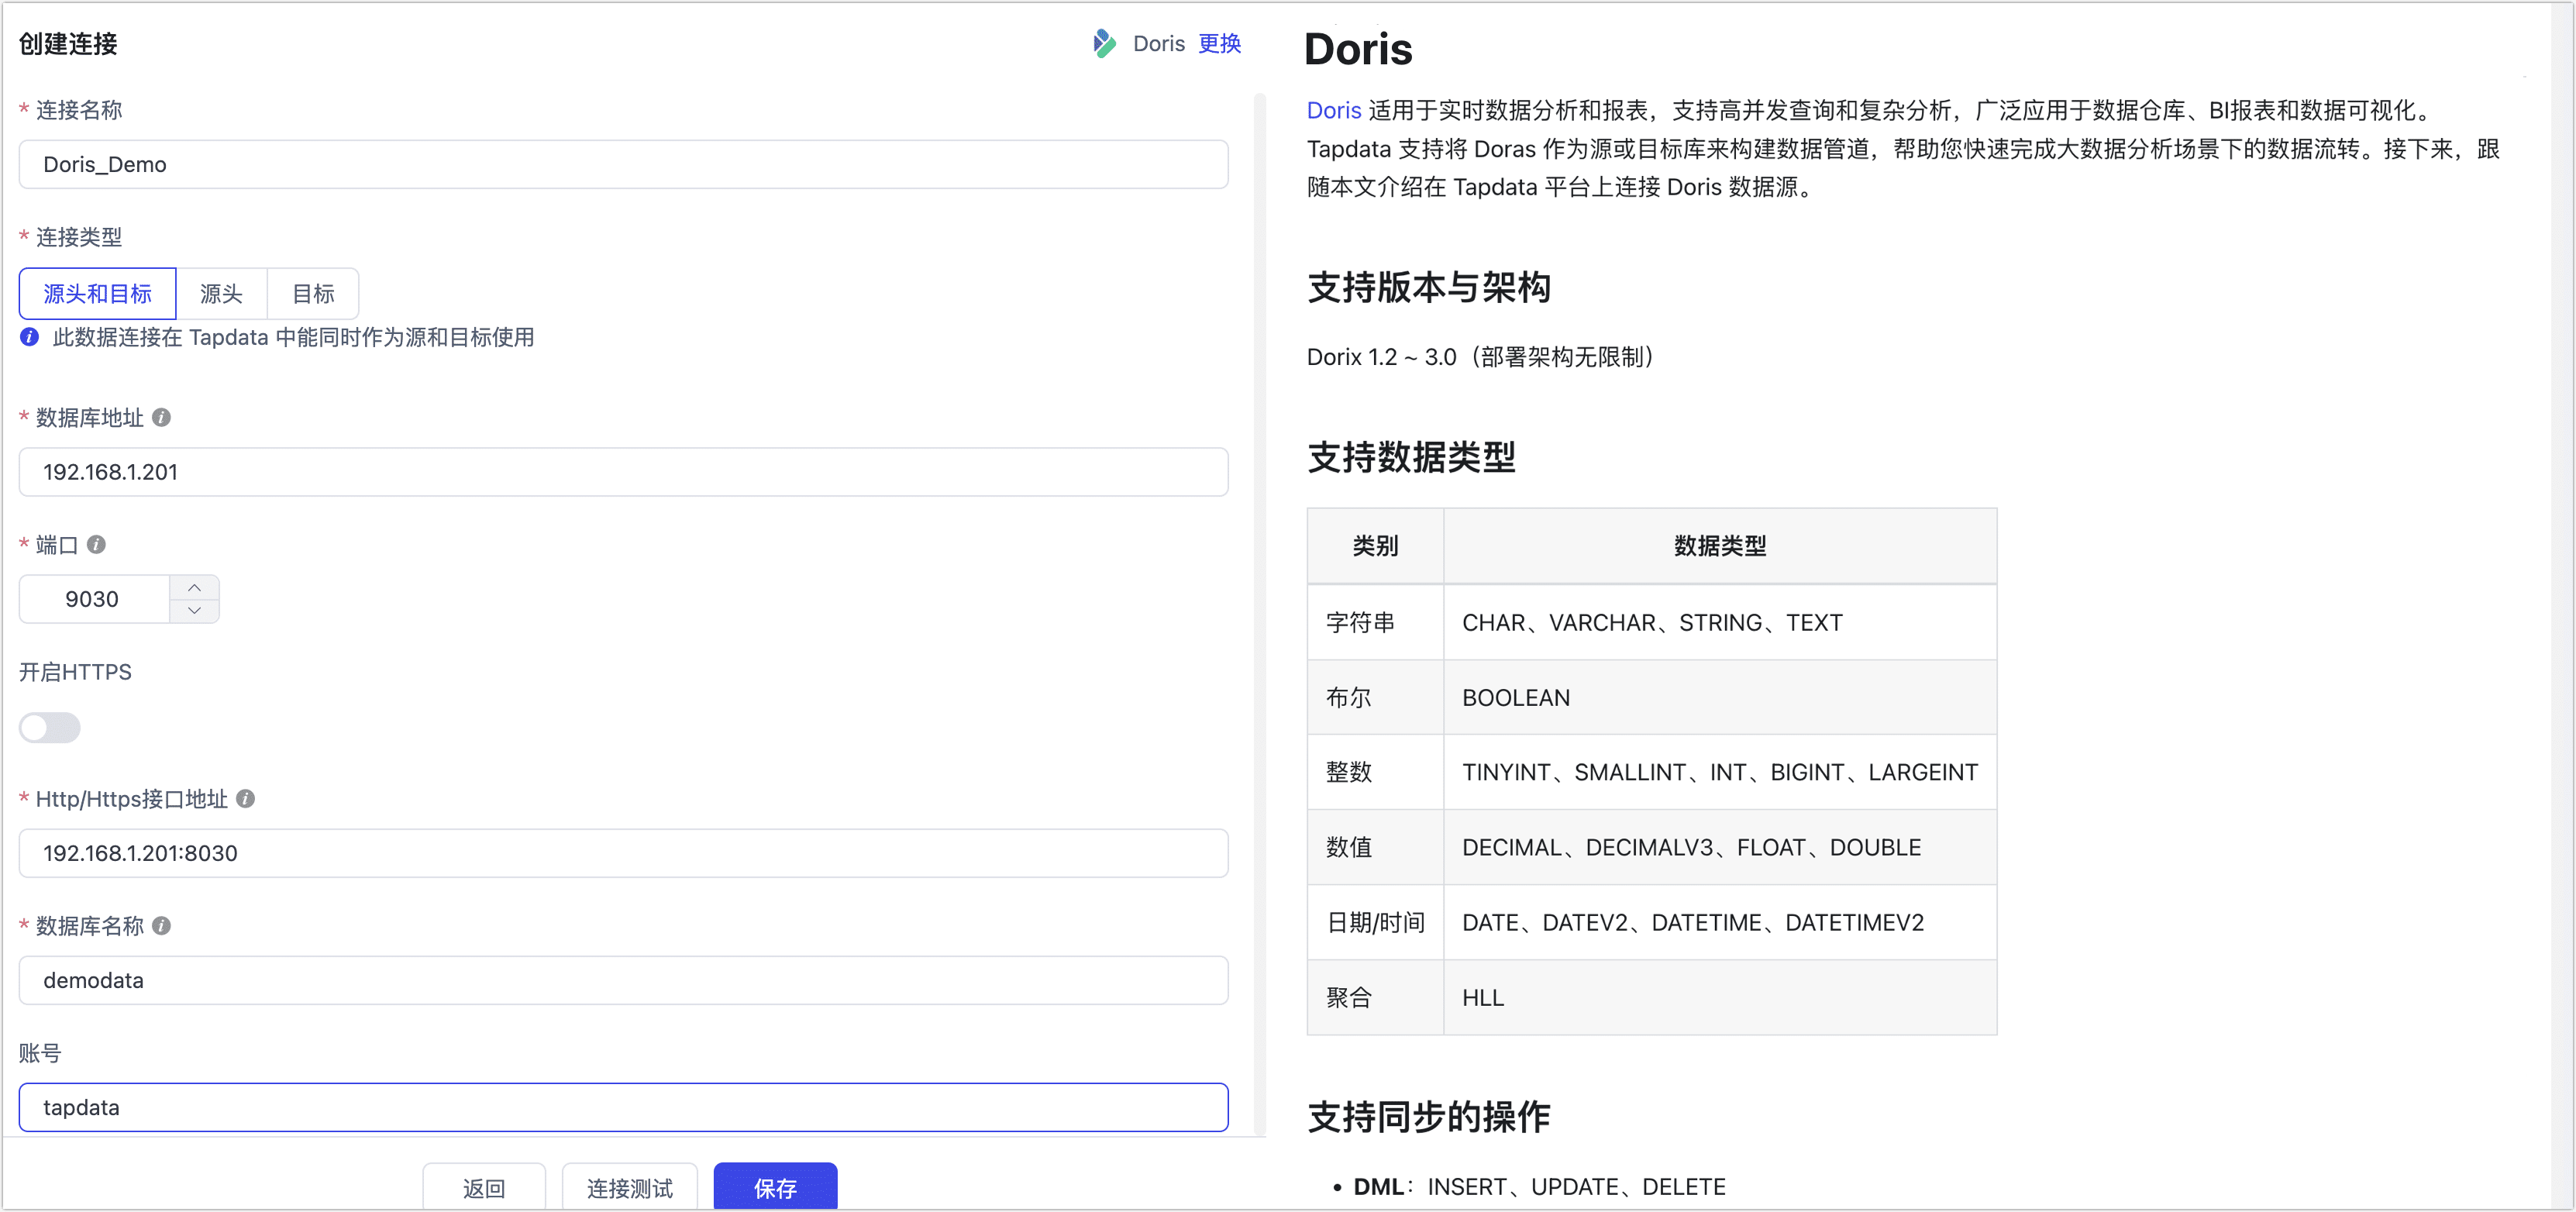 创建连接
Doris 更换
* 连接名称
Doris_Demo
* 连接类型
源头和目标 源头 目标
此数据连接在 Tapdata 中能同时作为源和目标使用
* 数据库地址
192.168.1.201
* 端口
9030
开启HTTPS
* Http/Https接口地址
192.168.1.201:8030
* 数据库名称
demodata
账号
tapdata
返回 连接测试 保存
Doris
Doris 适用于实时数据分析和报表，支持高并发查询和复杂分析，广泛应用于数据仓库、BI报表和数据可视化。
Tapdata 支持将 Doras 作为源或目标库来构建数据管道，帮助您快速完成大数据分析场景下的数据流转。接下来，跟
随本文介绍在 Tapdata 平台上连接 Doris 数据源。
支持版本与架构
Dorix 1.2 ~ 3.0（部署架构无限制）
支持数据类型
类别 数据类型
字符串 CHAR、VARCHAR、STRING、TEXT
布尔 BOOLEAN
整数 TINYINT、SMALLINT、INT、BIGINT、LARGEINT
数值 DECIMAL、DECIMALV3、FLOAT、DOUBLE
日期/时间 DATE、DATEV2、DATETIME、DATETIMEV2
聚合 HLL
支持同步的操作
• DML：INSERT、UPDATE、DELETE